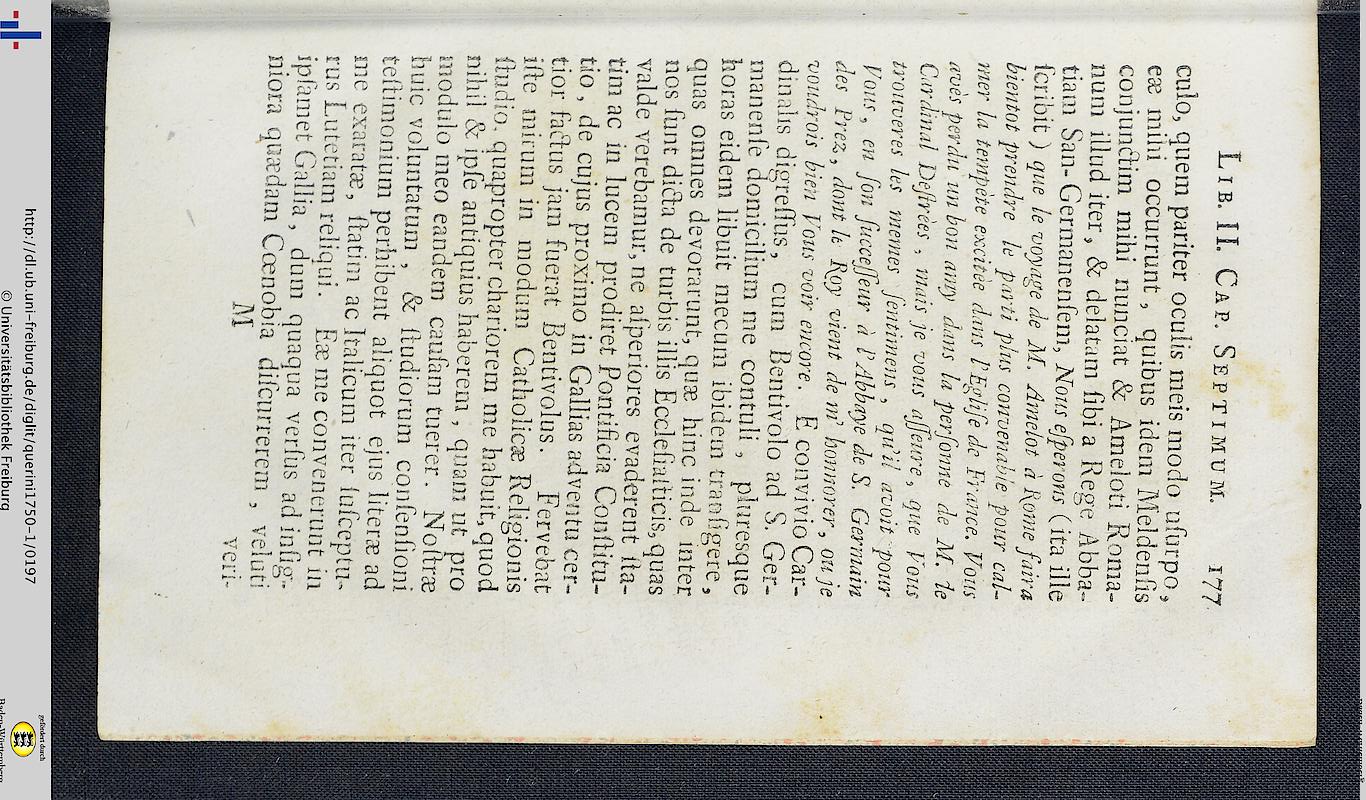 LIB. II. CAP. SEPTIMUM. 177
culo, quem pariter oculis meis modo uſurpo,
eæ mihi occurrunt, quibus idem Meldenſis
conjunctim mihi nunciat & Ameloti Roma-
num illud iter, & delatam ſibi a Rege Abba-
tiam San-Germanenſem, Nous eſperons (ita ille
ſcribit) que le voyage de M. Amelot à Rome faira
bientot prendre le parti plus convenable pour cal-
mer la tempête excitée dans l'Egliſe de France. Vous
avès perdu un bon amy dans la perſonne de M. le
Cardinal Deſtrèes, mais je vous aſſeure, que Vous
trouveres les memes ſentimens, qu'il avoit pour
Vous, en ſon ſucceſſeur à l'Abbaye de S. Germain
des Prez, dont le Roy vient de m'honnorer, ou je
voudrois bien Vous voir encore. E convivio Car-
dinalis digreſſus, cum Bentivolo ad S. Ger-
manenſe domicilium me contuli, pluresque
horas eidem libuit mecum ibidem tranſigere,
quas omnes devorarunt, quæ hinc inde inter
nos ſunt dicta de turbis illis Eccleſiaſticis, quas
valde verebamur, ne aſperiores evaderent ſta-
tim ac in lucem prodiret Pontificia Conſtitu-
tio, de cujus proximo in Gallias adventu cer-
tior factus jam fuerat Bentivolus. Fervebat
iſte mirum in modum Catholicæ Religionis
ſtudio, quapropter chariorem me habuit, quod
nihil & ipſe antiquius haberem, quam ut pro
modulo meo eandem cauſam tuerer. Noſtræ
huic voluntatum, & ſtudiorum conſenſioni
teſtimonium perhibent aliquot ejus literæ ad
me exaratæ, ſtatim ac Italicum iter ſuſceptu-
rus Lutetiam reliqui. Eæ me convenerunt in
ipſamet Gallia, dum quaqua verſus ad inſig-
niora quædam Cœnobia diſcurrerem, veluti
M veri-
http://dl.ub.uni-freiburg.de/diglit/querini1750-1/0197
© Universitätsbibliothek Freiburg
gefördert durch
Baden-Württemberg